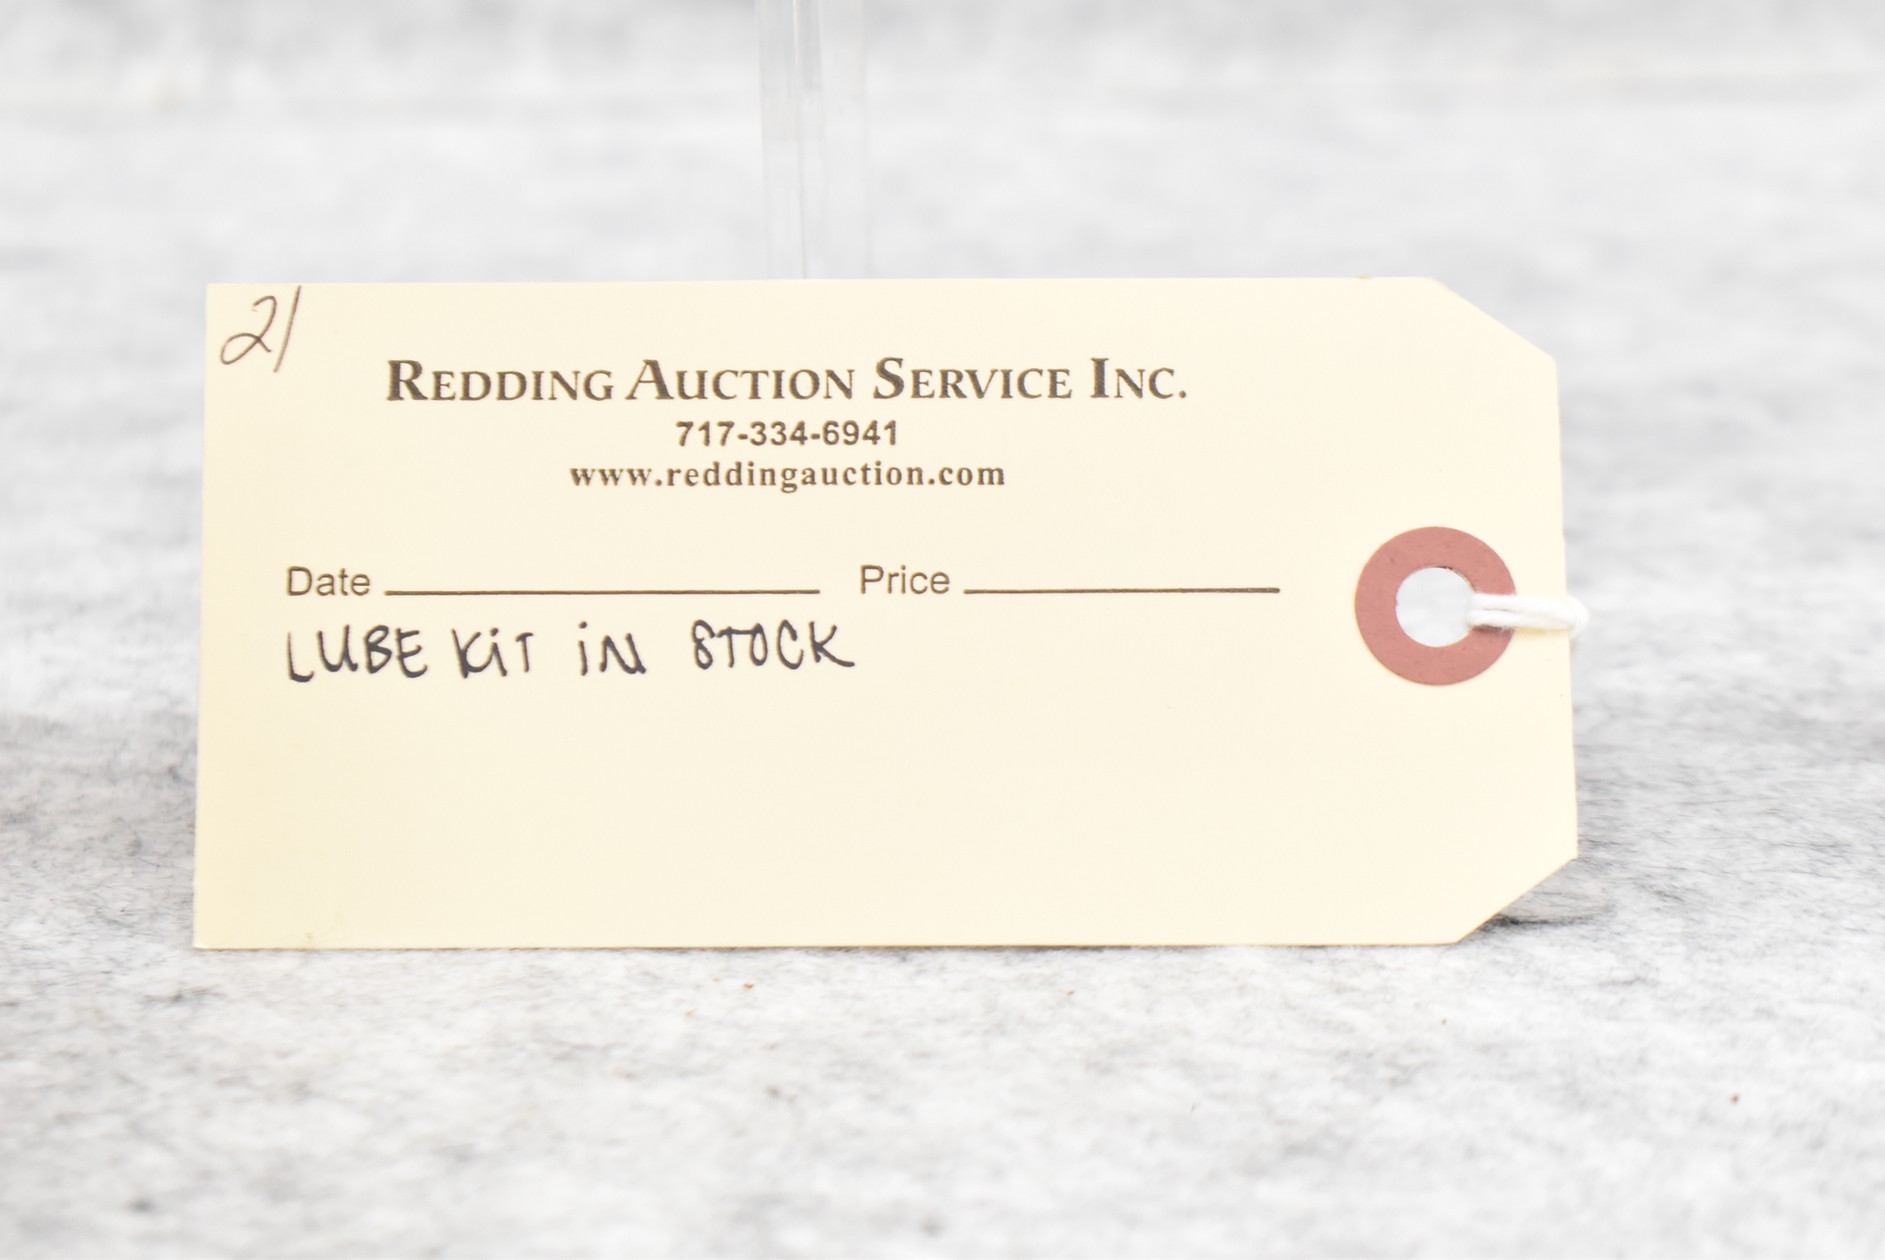 21
REDDING AUCTION SERVICE INC.
717-334-6941
www.reddingauction.com
Date Price
LUBE KiT iN STOCK